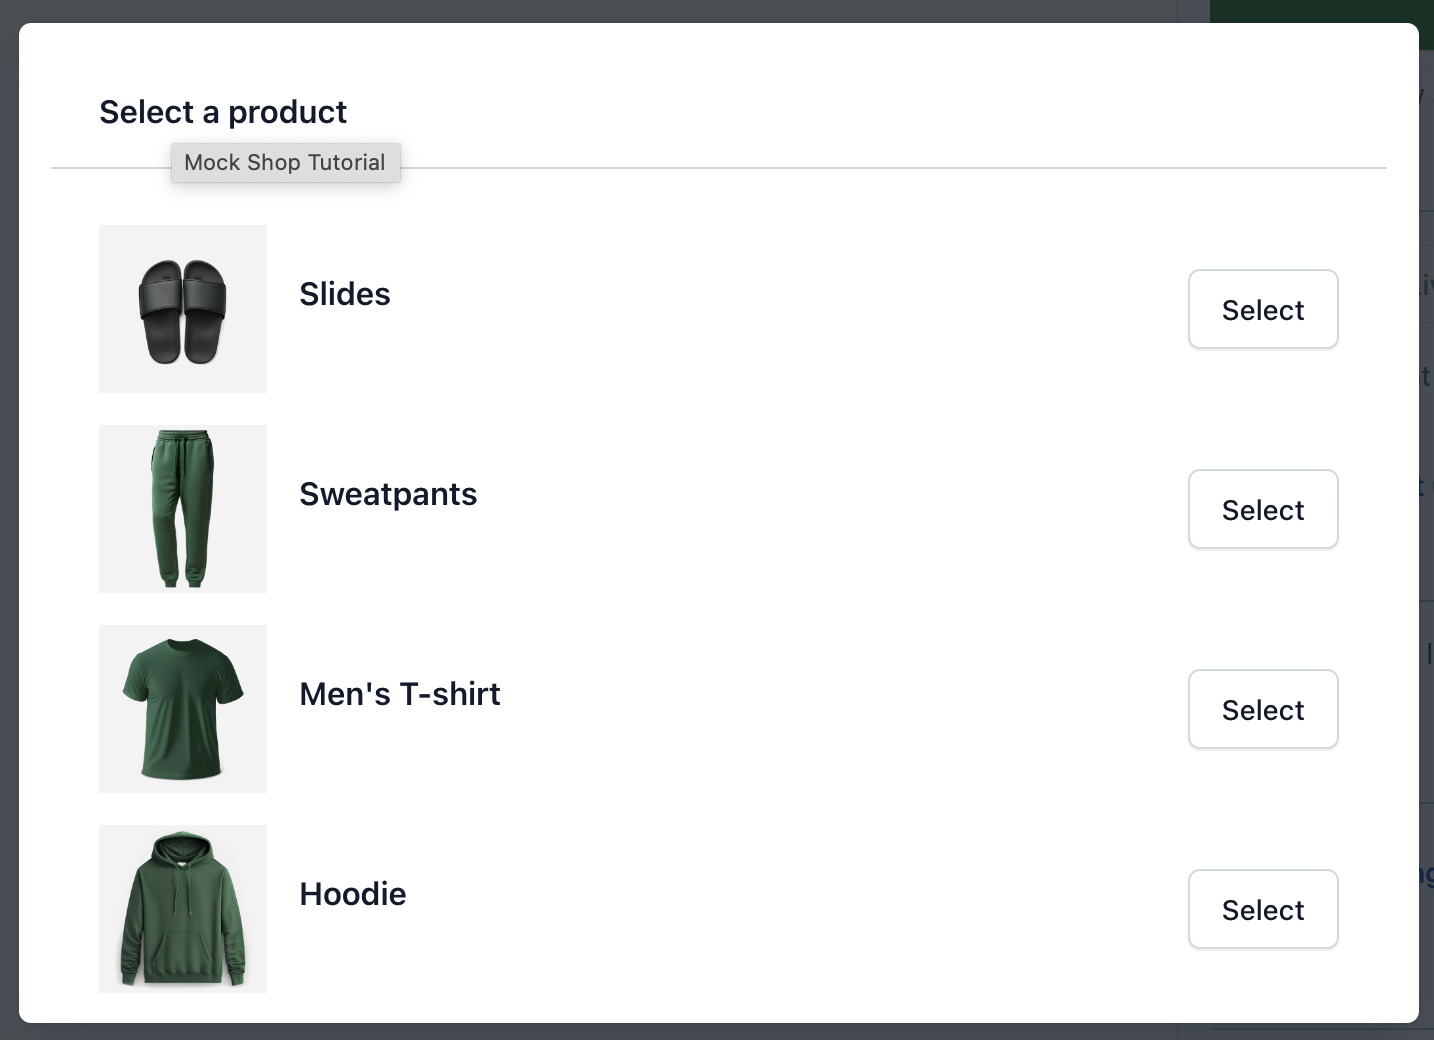 Select a product
Mock Shop Tutorial
Slides
Select
Sweatpants
Select
Men's T-shirt
Select
Hoodie
Select